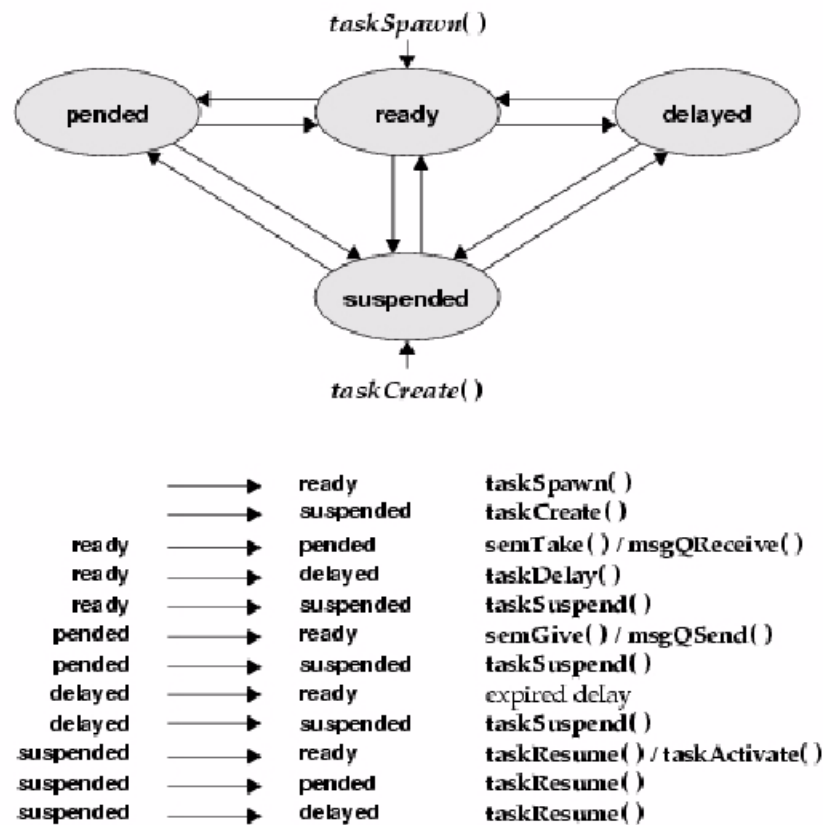 taskSpawn( )
pended ready delayed
suspended
taskCreate( )
ready taskSpawn( )
suspended taskCreate( )
ready pended semTake( ) / msgQReceive( )
ready delayed taskDelay( )
ready suspended taskSuspend( )
pended ready semGive( ) / msgQSend( )
pended suspended taskSuspend( )
delayed ready expired delay
delayed suspended taskSuspend( )
suspended ready taskResume( ) / taskActivate( )
suspended pended taskResume( )
suspended delayed taskResume( )